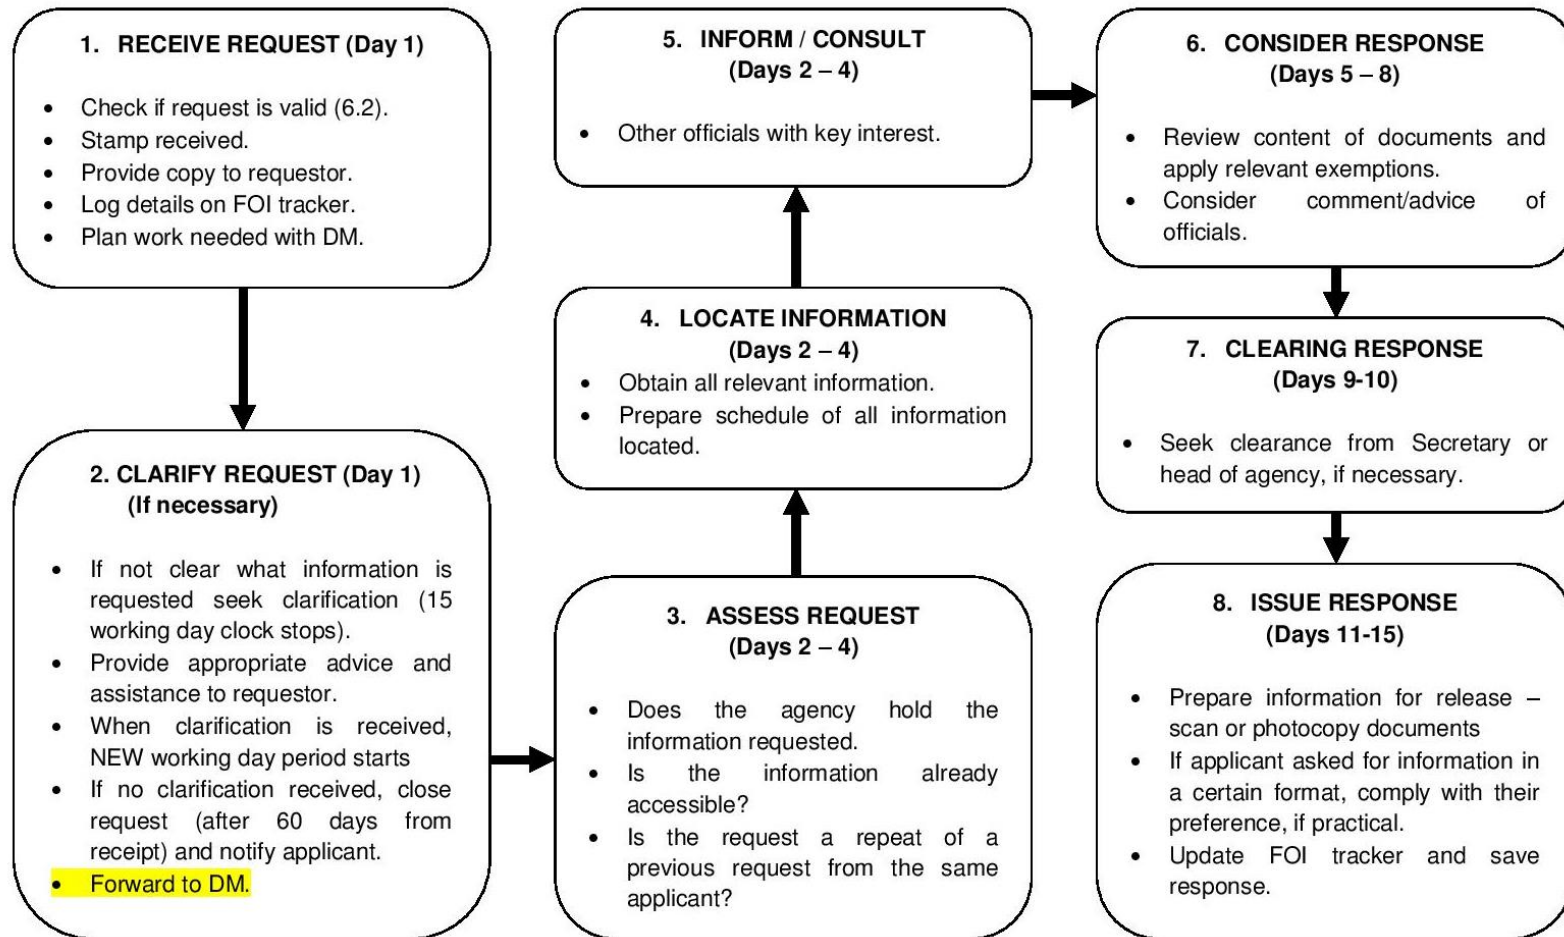 1. RECEIVE REQUEST (Day 1)
• Check if request is valid (6.2).
• Stamp received.
• Provide copy to requestor.
• Log details on FOI tracker.
• Plan work needed with DM.
2. CLARIFY REQUEST (Day 1)
(If necessary)
• If not clear what information is
requested seek clarification (15
working day clock stops).
• Provide appropriate advice and
assistance to requestor.
• When clarification is received,
NEW working day period starts
• If no clarification received, close
request (after 60 days from
receipt) and notify applicant.
• Forward to DM.
3. ASSESS REQUEST
(Days 2 – 4)
• Does the agency hold the
information requested.
• Is the information already
accessible?
• Is the request a repeat of a
previous request from the same
applicant?
4. LOCATE INFORMATION
(Days 2 – 4)
• Obtain all relevant information.
• Prepare schedule of all information
located.
5. INFORM / CONSULT
(Days 2 – 4)
• Other officials with key interest.
6. CONSIDER RESPONSE
(Days 5 – 8)
• Review content of documents and
apply relevant exemptions.
• Consider comment/advice of
officials.
7. CLEARING RESPONSE
(Days 9-10)
• Seek clearance from Secretary or
head of agency, if necessary.
8. ISSUE RESPONSE
(Days 11-15)
• Prepare information for release –
scan or photocopy documents
• If applicant asked for information in
a certain format, comply with their
preference, if practical.
• Update FOI tracker and save
response.